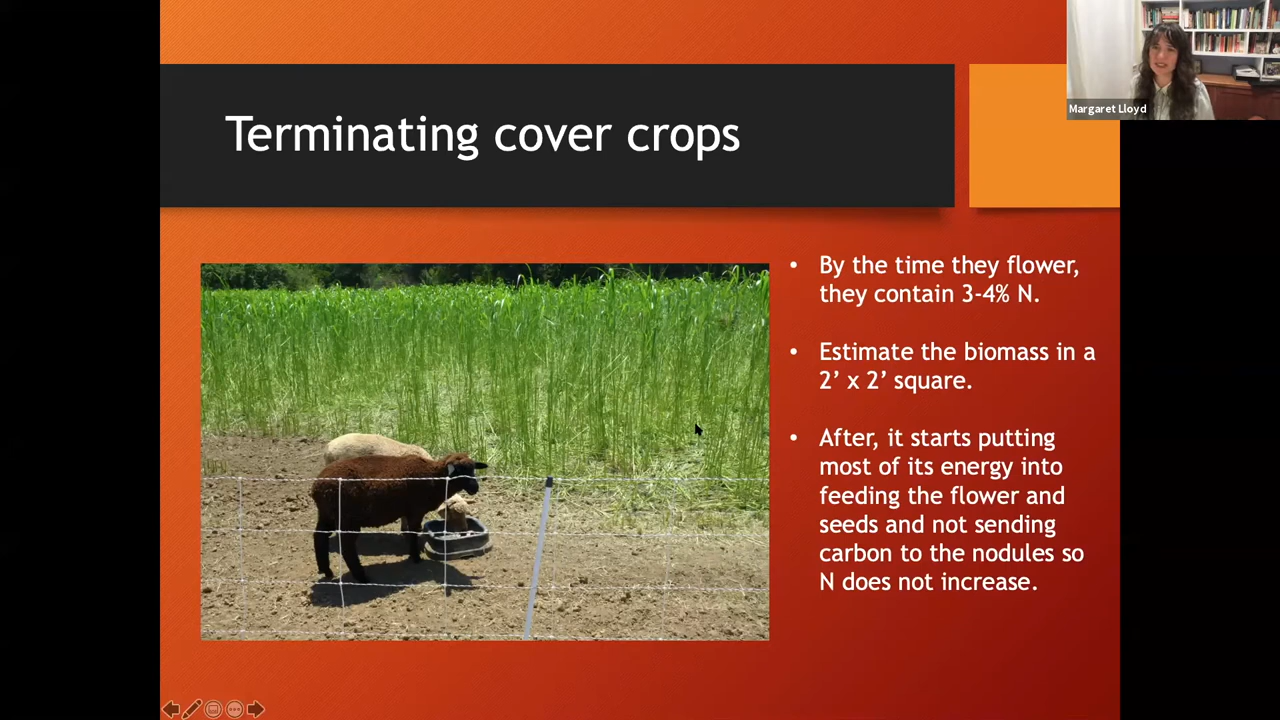 Margaret Lloyd
Terminating cover crops
• By the time they flower,
they contain 3-4% N.
• Estimate the biomass in a
2’ x 2’ square.
• After, it starts putting
most of its energy into
feeding the flower and
seeds and not sending
carbon to the nodules so
N does not increase.